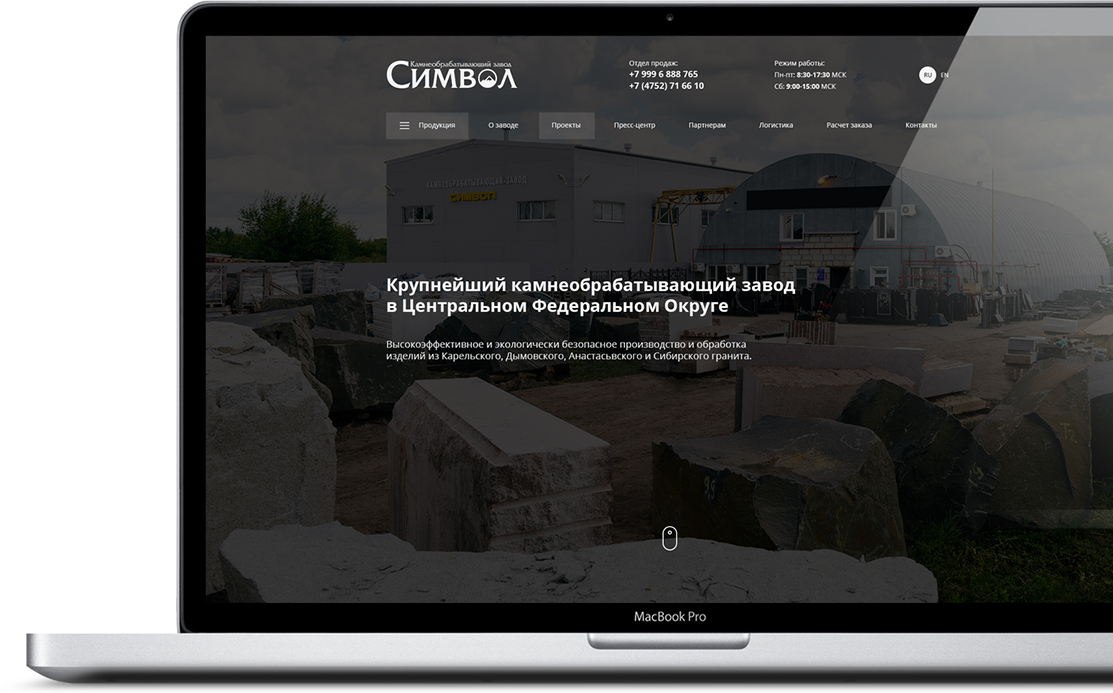 Камнеобрабатывающий завод
Символ
Отдел продаж:
+7 999 6 888 765
+7 (4752) 71 66 10
Режим работы:
Пн-пт: 8:30-17:30 МСК
Сб: 9:00-15:00 МСК
RU EN
Продукция О заводе Проекты Пресс-центр Партнерам Логистика Расчет заказа Контакты
КАМНЕОБРАБАТЫВАЮЩИЙ ЗАВОД
СИМВОЛ
Крупнейший камнеобрабатывающий завод
в Центральном Федеральном Округе
Высокоэффективное и экологически безопасное производство и обработка
изделий из Карельского, Дымовского, Анастасьвского и Сибирского гранита.
MacBook Pro